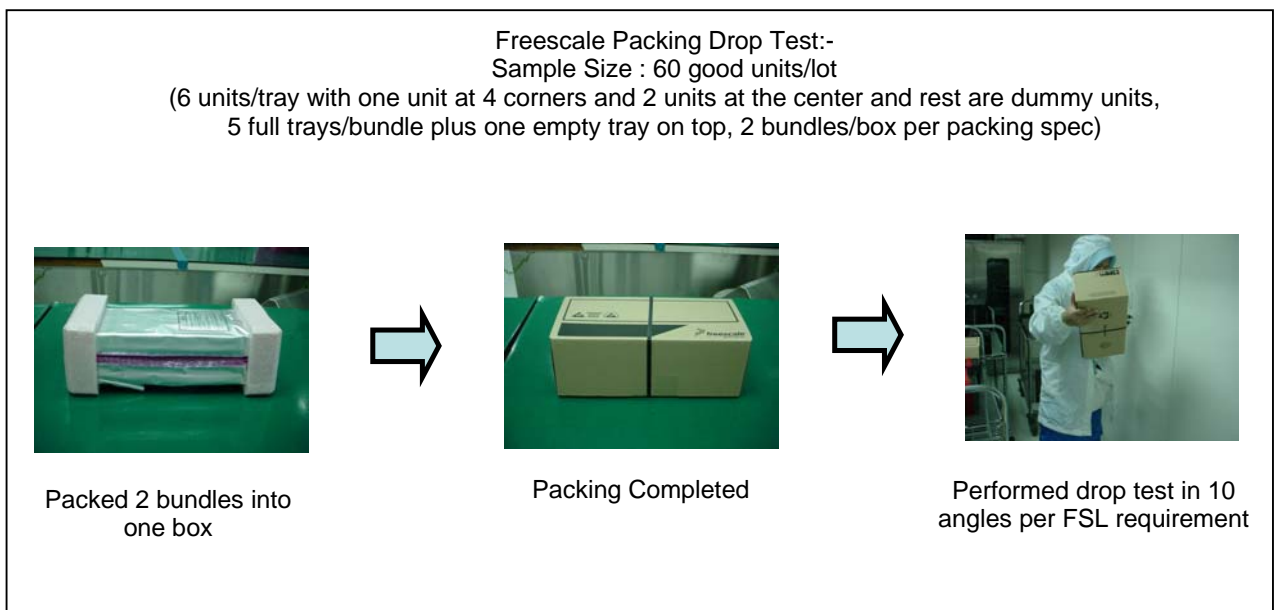 Freescale Packing Drop Test:-
Sample Size : 60 good units/lot
(6 units/tray with one unit at 4 corners and 2 units at the center and rest are dummy units,
5 full trays/bundle plus one empty tray on top, 2 bundles/box per packing spec)
freescale
Packed 2 bundles into
one box
Packing Completed
Performed drop test in 10
angles per FSL requirement